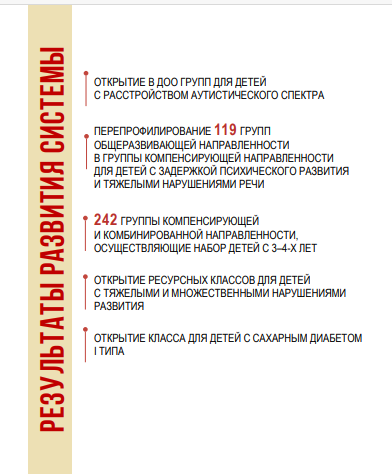 РЕЗУЛЬТАТЫ РАЗВИТИЯ СИСТЕМЫ
ОТКРЫТИЕ В ДОО ГРУПП ДЛЯ ДЕТЕЙ
С РАССТРОЙСТВОМ АУТИСТИЧЕСКОГО СПЕКТРА
ПЕРЕПРОФИЛИРОВАНИЕ 119 ГРУПП
ОБЩЕРАЗВИВАЮЩЕЙ НАПРАВЛЕННОСТИ
В ГРУППЫ КОМПЕНСИРУЮЩЕЙ НАПРАВЛЕННОСТИ
ДЛЯ ДЕТЕЙ С ЗАДЕРЖКОЙ ПСИХИЧЕСКОГО РАЗВИТИЯ
И ТЯЖЕЛЫМИ НАРУШЕНИЯМИ РЕЧИ
242 ГРУППЫ КОМПЕНСИРУЮЩЕЙ
И КОМБИНИРОВАННОЙ НАПРАВЛЕННОСТИ,
ОСУЩЕСТВЛЯЮЩИЕ НАБОР ДЕТЕЙ С 3–4-Х ЛЕТ
ОТКРЫТИЕ РЕСУРСНЫХ КЛАССОВ ДЛЯ ДЕТЕЙ
С ТЯЖЕЛЫМИ И МНОЖЕСТВЕННЫМИ НАРУШЕНИЯМИ
РАЗВИТИЯ
ОТКРЫТИЕ КЛАССА ДЛЯ ДЕТЕЙ С САХАРНЫМ ДИАБЕТОМ
I ТИПА